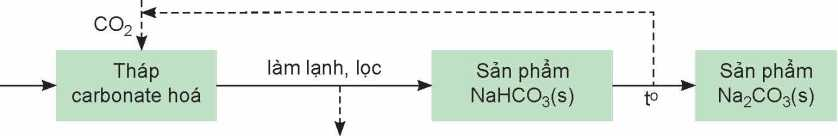 CO₂
Tháp
carbonate hoá
làm lạnh, lọc
Sản phẩm
NaHCO₃(s)
tº
Sản phẩm
Na₂CO₃(s)